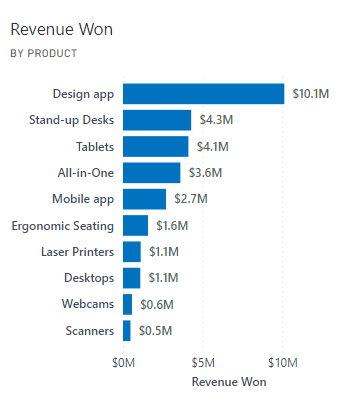 Revenue Won
BY PRODUCT
Design app $10.1M
Stand-up Desks $4.3M
Tablets $4.1M
All-in-One $3.6M
Mobile app $2.7M
Ergonomic Seating $1.6M
Laser Printers $1.1M
Desktops $1.1M
Webcams $0.6M
Scanners $0.5M
$0M $5M $10M
Revenue Won